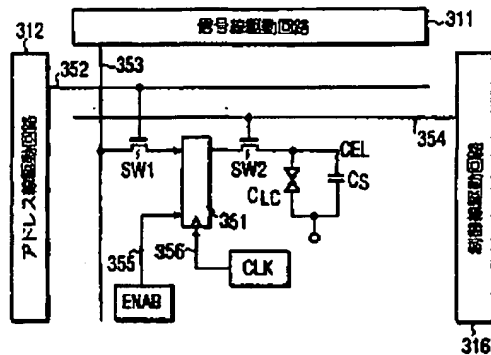 312
信号線駆動回路
311
352
353
354
アドレス線駆動回路
SW1
SW2
CEL
CLC
CS
351
355
356
CLK
ENAB
制御線駆動回路
316